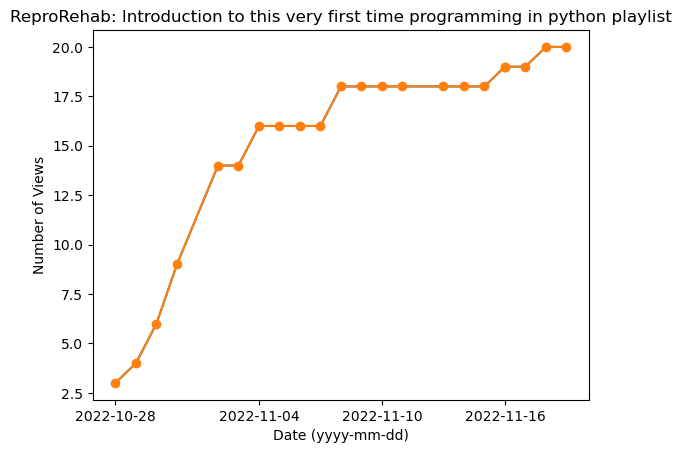 ReproRehab: Introduction to this very first time programming in python playlist
20.0
17.5
15.0
12.5
10.0
7.5
5.0
2.5
Number of Views
2022-10-28 2022-11-04 2022-11-10 2022-11-16
Date (yyyy-mm-dd)